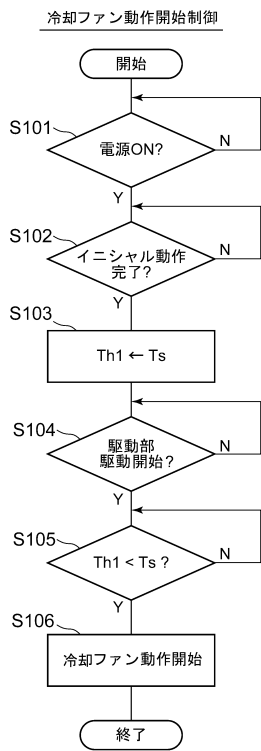 冷却ファン動作開始制御
開始
S101
電源ON?
N
Y
S102
イニシャル動作
完了?
N
Y
S103
Th1 ← Ts
S104
駆動部
駆動開始?
N
Y
S105
Th1 < Ts ?
N
Y
S106
冷却ファン動作開始
終了